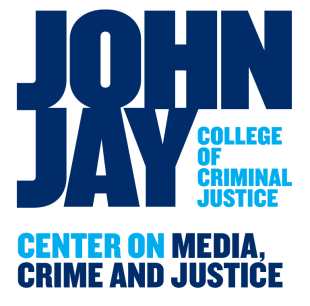 JOHN
JAY
COLLEGE
OF
CRIMINAL
JUSTICE
CENTER ON MEDIA,
CRIME AND JUSTICE